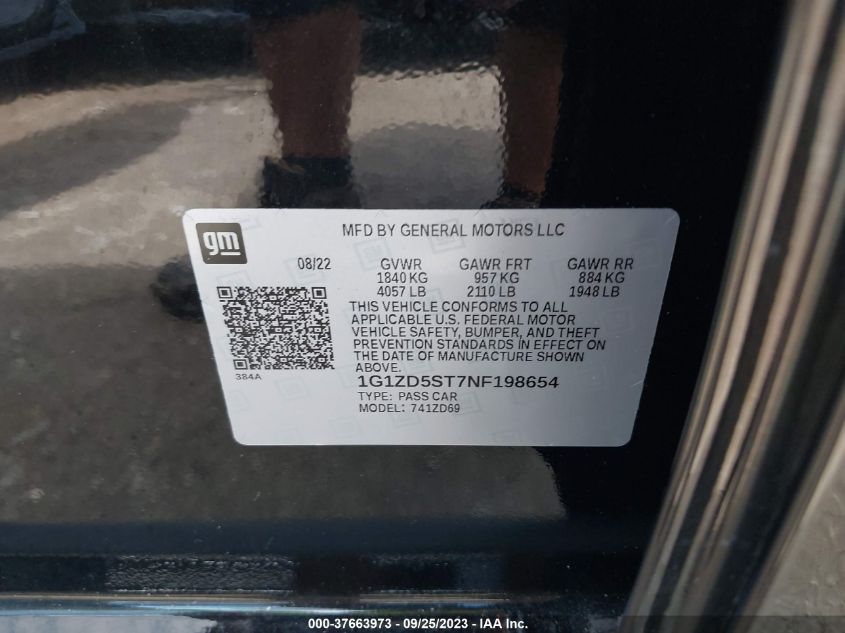 gm
MFD BY GENERAL MOTORS LLC
08/22 GVWR GAWR FRT GAWR RR
1840 KG 957 KG 884 KG
4057 LB 2110 LB 1948 LB
THIS VEHICLE CONFORMS TO ALL
APPLICABLE U.S. FEDERAL MOTOR
VEHICLE SAFETY, BUMPER, AND THEFT
PREVENTION STANDARDS IN EFFECT ON
THE DATE OF MANUFACTURE SHOWN
ABOVE.
384A
1G1ZD5ST7NF198654
TYPE: PASS CAR
MODEL: 741ZD69
000-37663973 - 09/25/2023 - IMS1